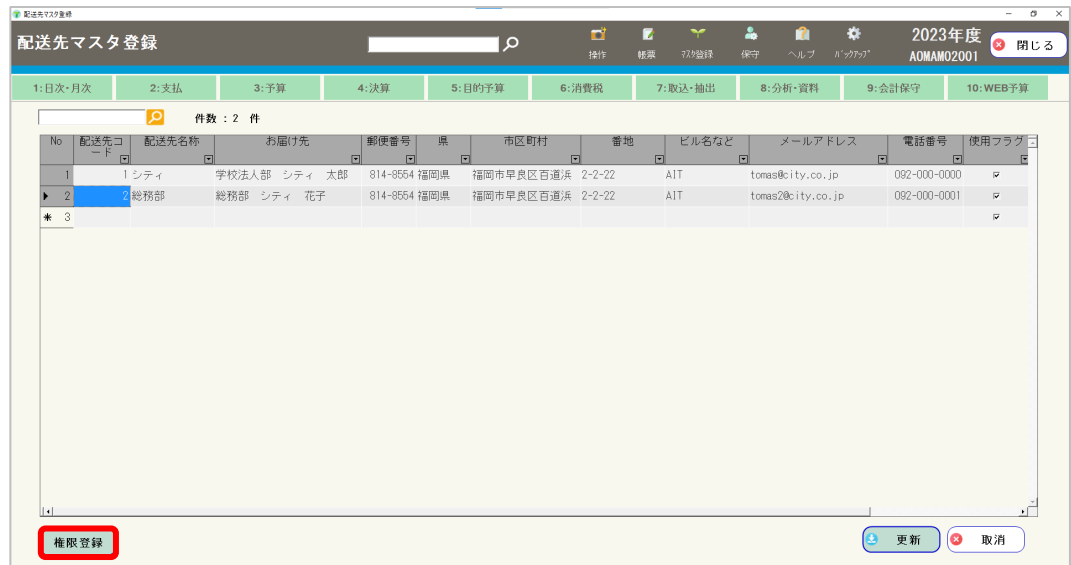 配送先マスタ登録
配送先マスタ登録
操作 帳票 マスタ登録 保守 ヘルプ バックアップ
2023年度
AOMAM02001
閉じる
1:日次・月次 2:支払 3:予算 4:決算 5:目的予算 6:消費税 7:取込・抽出 8:分析・資料 9:会計保守 10:WEB予算
件数 : 2 件
No 配送先コード 配送先名称 お届け先 郵便番号 県 市区町村 番地 ビル名など メールアドレス 電話番号 使用フラグ
1 1 シティ 学校法人部 シティ 太郎 814-8554 福岡県 福岡市早良区百道浜 2-2-22 AIT tomas@city.co.jp 092-000-0000
2 2 総務部 総務部 シティ 花子 814-8554 福岡県 福岡市早良区百道浜 2-2-22 AIT tomas2@city.co.jp 092-000-0001
3
権限登録 更新 取消